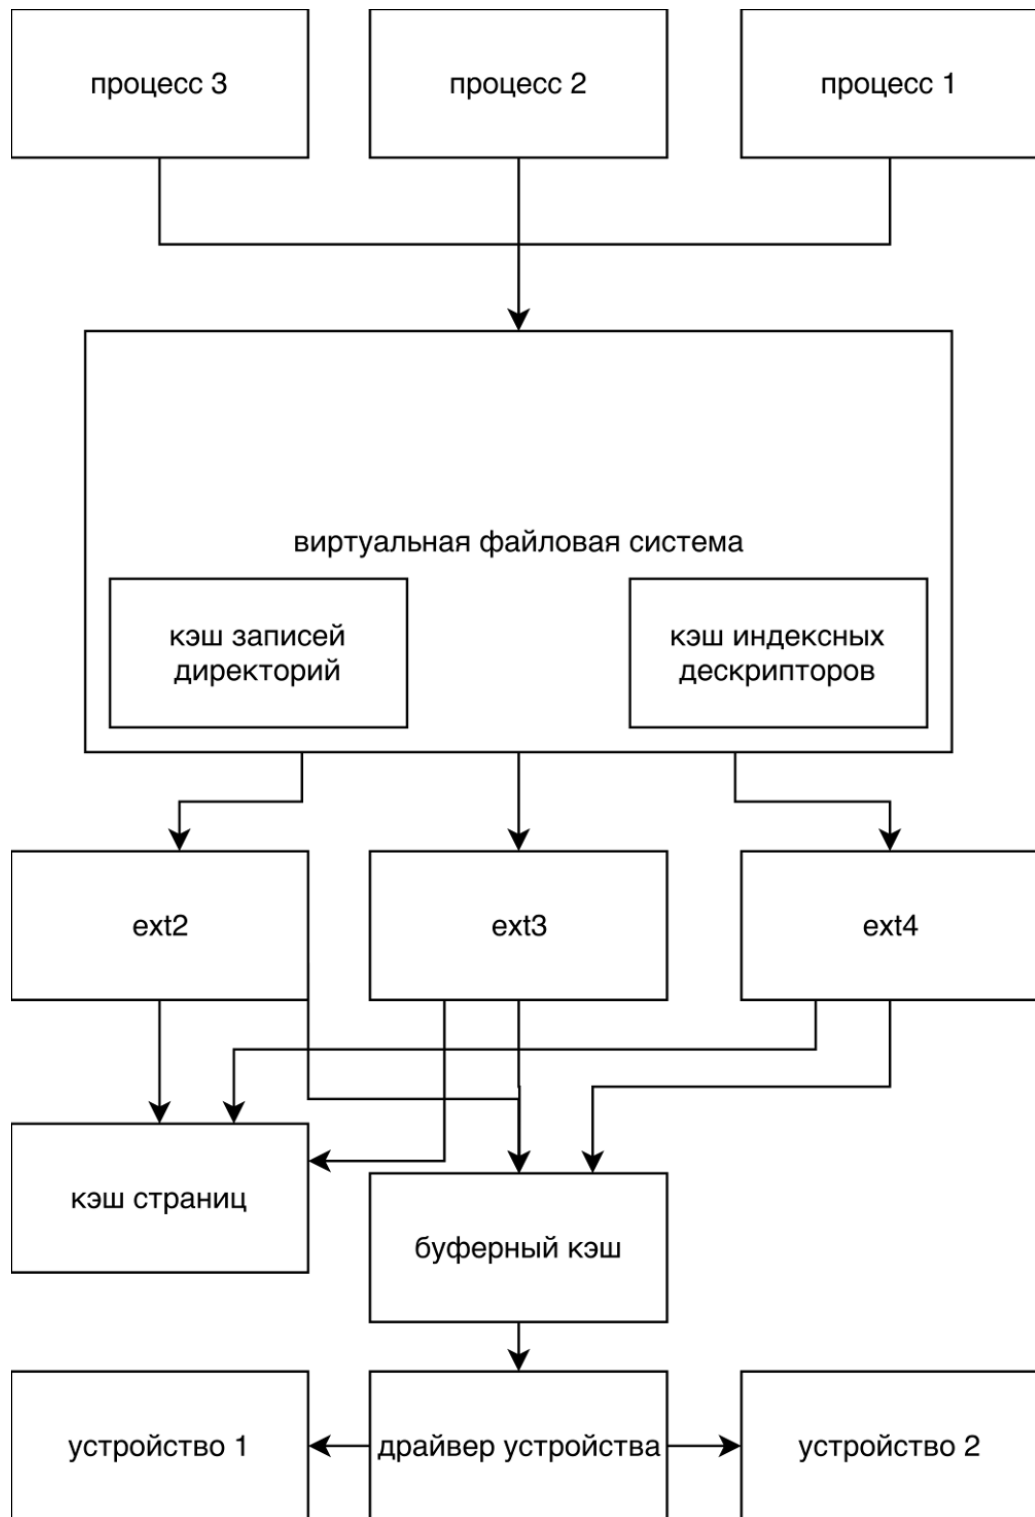 процесс 3
процесс 2
процесс 1
виртуальная файловая система
кэш записей
директорий
кэш индексных
дескрипторов
ext2
ext3
ext4
кэш страниц
буферный кэш
устройство 1
драйвер устройства
устройство 2